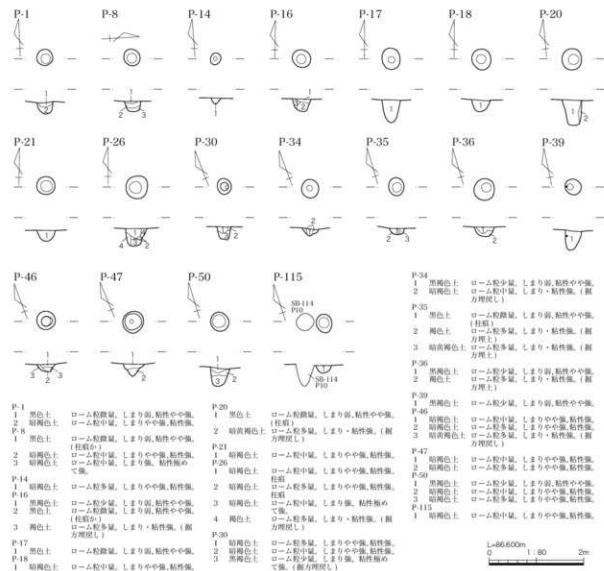 P-1 P-8 P-14 P-16 P-17 P-18 P-20
P-21 P-26 P-30 P-34 P-35 P-36 P-39
P-46 P-47 P-50 P-115
SB-114
P10
SB-114
P10
P-1
1 黒色土 ローム粒微量。しまり弱、粘性やや強。
2 暗褐色土 ローム粒中量。しまりやや強、粘性強。
P-8
1 黒色土 ローム粒微量。しまり弱、粘性やや強。
(柱痕か)
2 暗褐色土 ローム粒中量。しまりやや強、粘性強。
3 暗褐色土 ローム粒中量。しまり強、粘性極め
て強。
P-14
1 暗褐色土 ローム粒多量。しまりやや強、粘性強。
P-16
1 黒褐色土 ローム粒少量。しまり弱、粘性やや強。
2 黒色土 ローム粒微量。しまり弱、粘性やや強。
(柱痕か)
3 褐色土 ローム粒多量。しまり・粘性強。(掘
方埋戻し)
P-17
1 黒色土 ローム粒微量。しまり弱、粘性やや強。
P-18
1 暗褐色土 ローム粒中量。しまりやや強、粘性強。
P-20
1 黒色土 ローム粒微量。しまり弱、粘性やや強。
(柱痕)
2 暗黄褐色土 ローム粒多量。しまり・粘性強。(掘
方埋戻し)
P-21
1 暗褐色土 ローム粒中量。しまりやや強、粘性強。
P-26
1 暗褐色土 ローム粒中量。しまりやや強、粘性強。
柱痕
2 暗褐色土 ローム粒多量。しまりやや強、粘性強。
柱痕
3 暗褐色土 ローム粒中量。しまり強、粘性極め
て強。
4 褐色土 ローム粒多量。しまり・粘性強。(掘
方埋戻し)
P-30
1 暗褐色土 ローム粒多量。しまりやや強、粘性強。
2 暗褐色土 ローム粒中量。しまりやや強、粘性強。
3 黒褐色土 ローム粒少量。しまり強、粘性極め
て強。(掘方埋戻し)
P-34
1 黒褐色土 ローム粒少量。しまり弱、粘性やや強。
2 暗褐色土 ローム粒中量。しまり・粘性強。(掘
方埋戻し)
P-35
1 黒色土 ローム粒微量。しまり弱、粘性やや強。
(柱痕)
2 褐色土 ローム粒多量。しまり・粘性強。(掘
方埋土)
3 暗黄褐色土 ローム粒多量。しまり・粘性強。(掘
方埋土)
P-36
1 黒褐色土 ローム粒少量。しまり弱、粘性やや強。
2 褐色土 ローム粒多量。しまり・粘性強。(掘
方埋土)
P-39
1 黒褐色土 ローム粒少量。しまり弱、粘性やや強。
P-46
1 暗褐色土 ローム粒中量。しまりやや強、粘性強。
2 暗褐色土 ローム粒多量。しまりやや強、粘性強。
3 暗黄褐色土 ローム粒多量。しまり・粘性強。(掘
方埋戻し)
P-47
1 暗褐色土 ローム粒中量。しまりやや強、粘性強。
2 暗褐色土 ローム粒多量。しまりやや強、粘性強。
P-50
1 黒褐色土 ローム粒少量。しまり弱、粘性やや強。
2 暗褐色土 ローム粒中量。しまりやや強、粘性強。
3 暗褐色土 ローム粒多量。しまりやや強、粘性強。
P-115
1 暗褐色土 ローム粒中量。しまりやや強、粘性強。
L=86.600m
0 1:80 2m